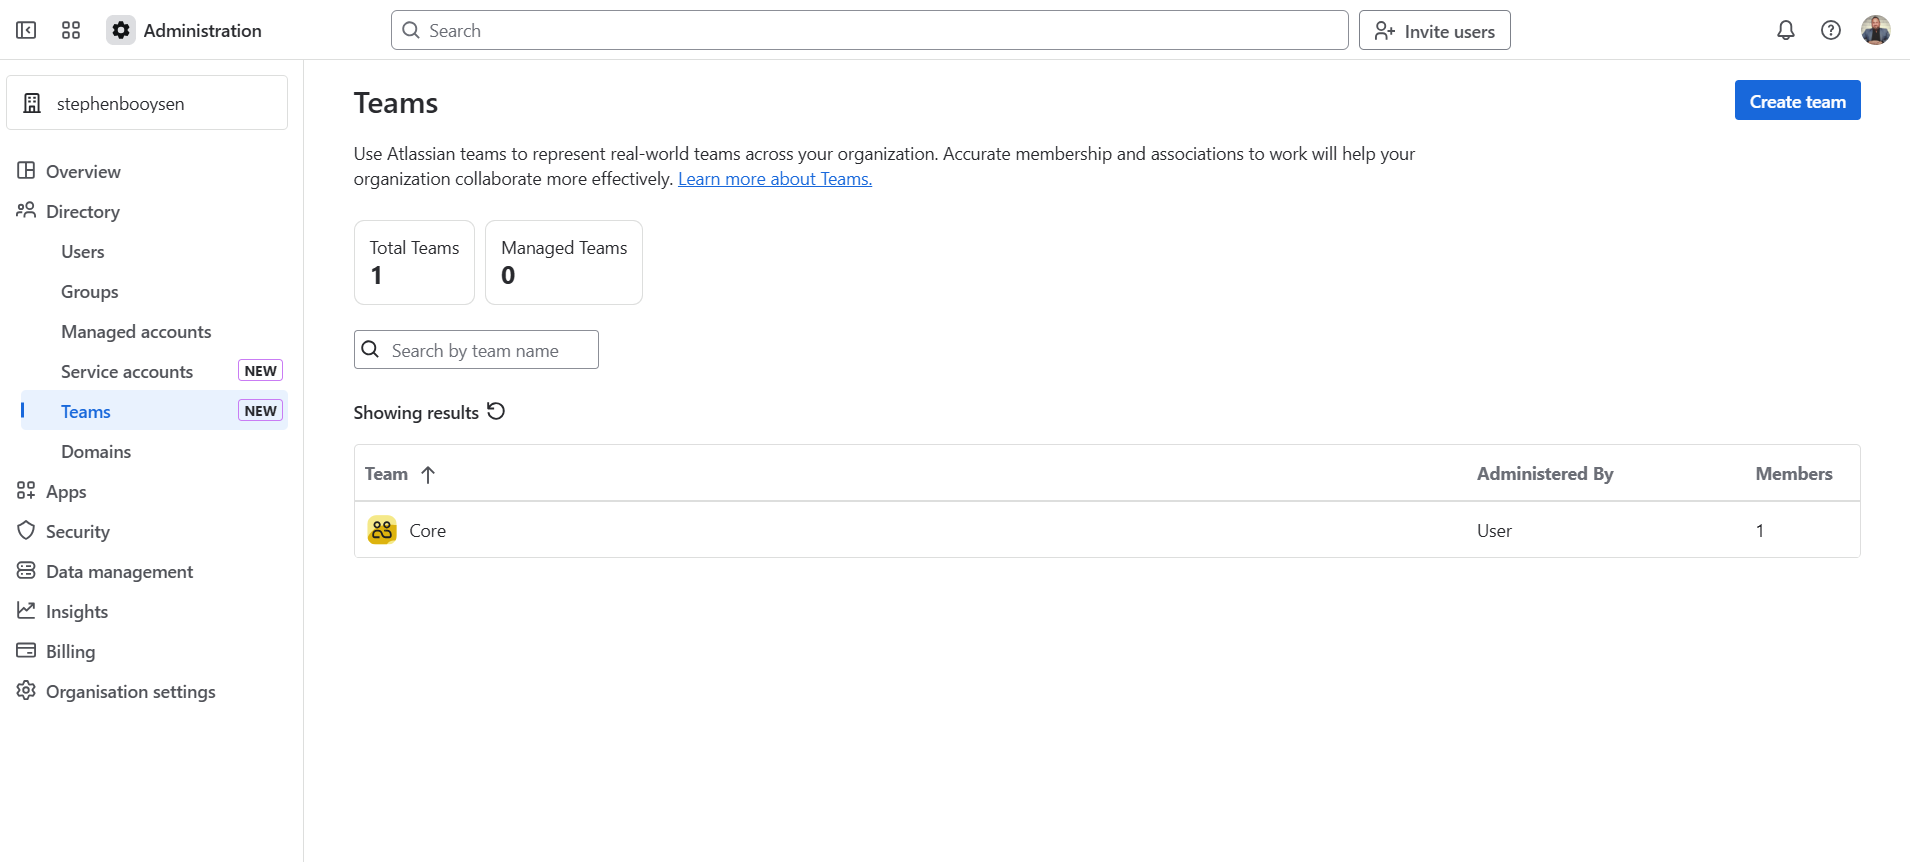 Administration
Search
Invite users
stephenbooysen
Overview
Directory
Users
Groups
Managed accounts
Service accounts NEW
Teams NEW
Domains
Apps
Security
Data management
Insights
Billing
Organisation settings
Teams
Create team
Use Atlassian teams to represent real-world teams across your organization. Accurate membership and associations to work will help your
organization collaborate more effectively. Learn more about Teams.
Total Teams
1
Managed Teams
0
Search by team name
Showing results
Team Administered By Members
Core User 1